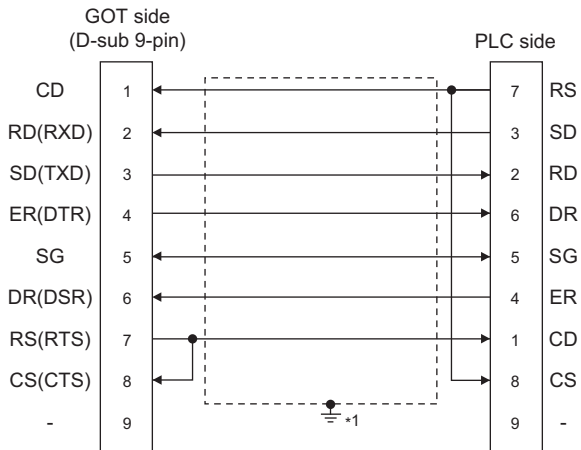 GOT side
(D-sub 9-pin)
PLC side
CD 1 7 RS
RD(RXD) 2 3 SD
SD(TXD) 3 2 RD
ER(DTR) 4 6 DR
SG 5 5 SG
DR(DSR) 6 4 ER
RS(RTS) 7 1 CD
CS(CTS) 8 8 CS
- 9 *1 9 -